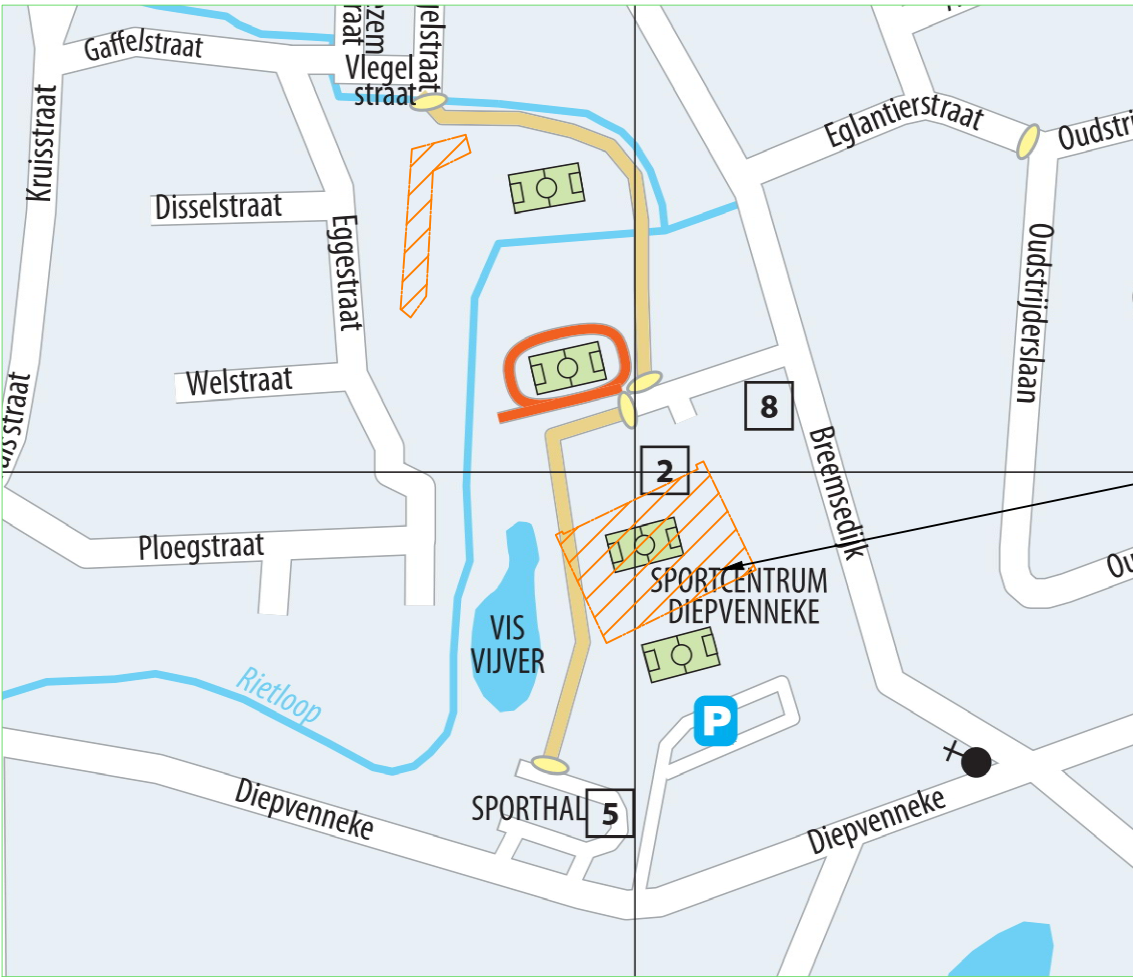 Gaffelstraat
Vlegel
straat
Kruisstraat
Eglantierstraat
Disselstraat
Eggestraat
Oudstrijderslaan
Welstraat
8
2
Breemsedijk
Ploegstraat
SPORTCENTRUM
DIEPVENNEKE
VIS
VIJVER
Rietloop
P
SPORTHAL
5
Diepvenneke
Diepvenneke